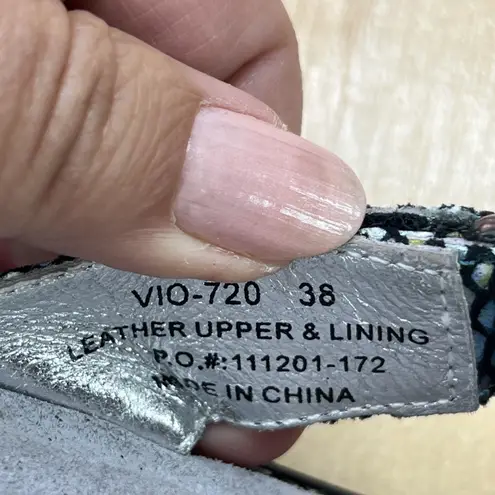 VIO-720 38
LEATHER UPPER & LINING
P.O.#:111201-172
MADE IN CHINA